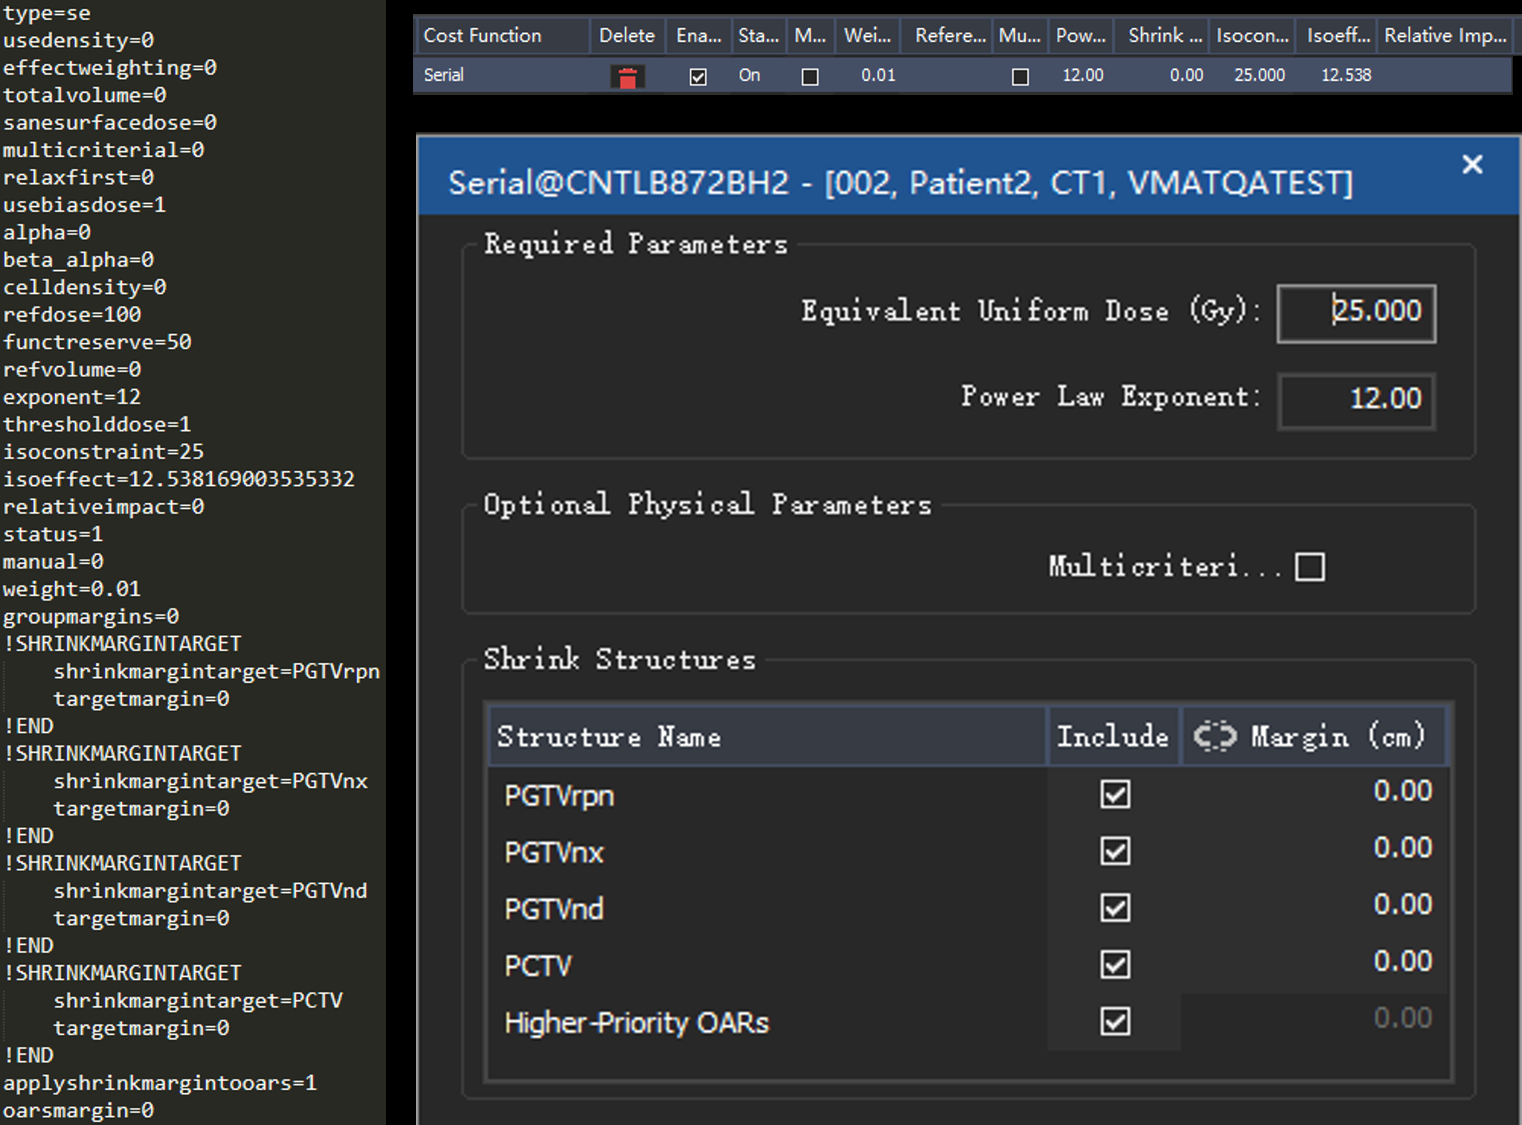 type=se
usedensity=0
effectweighting=0
totalvolume=0
sanesurfacedose=0
multicriterial=0
relaxfirst=0
usebiasdose=1
alpha=0
beta_alpha=0
celldensity=0
refdose=100
functreserve=50
refvolume=0
exponent=12
thresholddose=1
isoconstraint=25
isoeffect=12.538169003535332
relativeimpact=0
status=1
manual=0
weight=0.01
groupmargins=0
!SHRINKMARGINTARGET
shrinkmargintarget=PGTVrpn
targetmargin=0
!END
!SHRINKMARGINTARGET
shrinkmargintarget=PGTVnx
targetmargin=0
!END
!SHRINKMARGINTARGET
shrinkmargintarget=PGTVnd
targetmargin=0
!END
!SHRINKMARGINTARGET
shrinkmargintarget=PCTV
targetmargin=0
!END
applyshrinkmargintooars=1
oarsmargin=0
Cost Function Delete Ena... Sta... M... Wei... Refere... Mu... Pow... Shrink ... Isocon... Isoeff... Relative Imp...
Serial On 0.01 12.00 0.00 25.000 12.538
Serial@CNTLB872BH2 - [002, Patient2, CT1, VMATQATEST]
Required Parameters
Equivalent Uniform Dose (Gy): 25.000
Power Law Exponent: 12.00
Optional Physical Parameters
Multicriteri...
Shrink Structures
Structure Name Include Margin (cm)
PGTVrpn 0.00
PGTVnx 0.00
PGTVnd 0.00
PCTV 0.00
Higher-Priority OARs 0.00